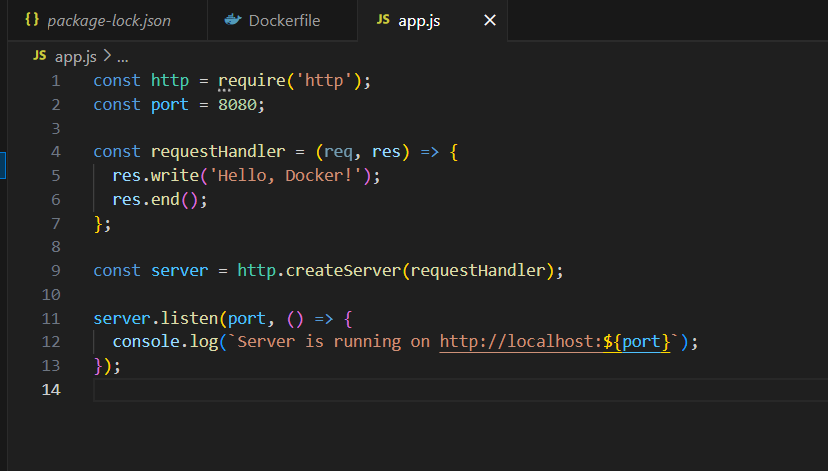 {} package-lock.json
Dockerfile
JS app.js ×
JS app.js > ...
1 const http = require('http');
2 const port = 8080;
3
4 const requestHandler = (req, res) => {
5   res.write('Hello, Docker!');
6   res.end();
7 };
8
9 const server = http.createServer(requestHandler);
10
11 server.listen(port, () => {
12   console.log(`Server is running on http://localhost:${port}`);
13 });
14